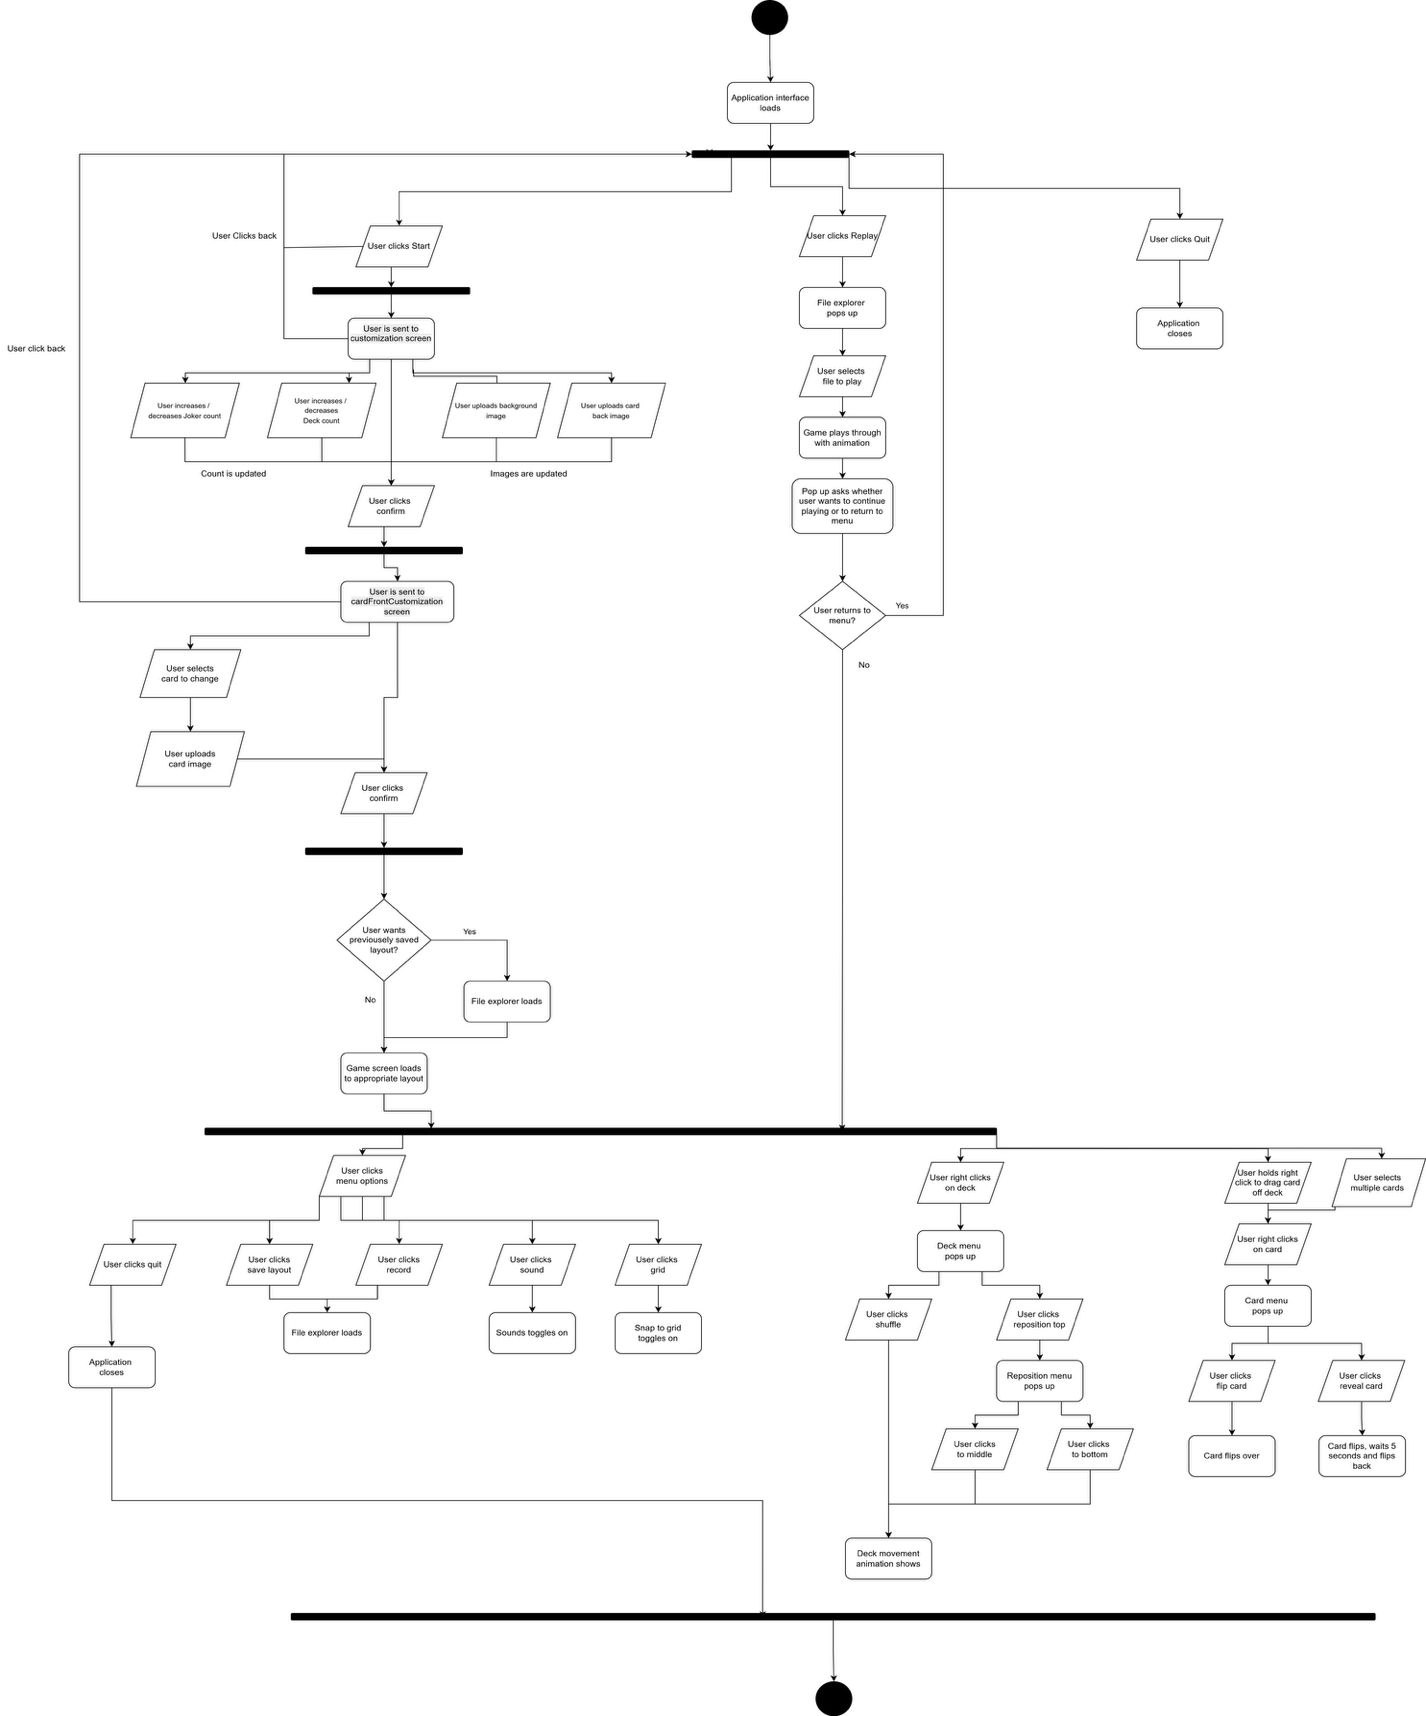 Application interface
loads
User Clicks back
User clicks Start
User clicks Replay
User clicks Quit
User is sent to
customization screen
File explorer
pops up
Application
closes
User click back
User selects
file to play
User increases /
decreases Joker count
User increases /
decreases
Deck count
User uploads background
image
User uploads card
back image
Game plays through
with animation
Count is updated
Images are updated
User clicks
confirm
Pop up asks whether
user wants to continue
playing or to return to
menu
User is sent to
cardFrontCustomization
screen
User returns to
menu?
Yes
No
User selects
card to change
User uploads
card image
User clicks
confirm
User wants
previousely saved
layout?
Yes
No
File explorer loads
Game screen loads
to appropriate layout
User clicks
menu options
User right clicks
on deck
User holds right
click to drag card
off deck
User selects
multiple cards
User clicks quit
User clicks
save layout
User clicks
record
User clicks
sound
User clicks
grid
Deck menu
pops up
User right clicks
on card
File explorer loads
Sounds toggles on
Snap to grid
toggles on
User clicks
shuffle
User clicks
reposition top
Card menu
pops up
Application
closes
Reposition menu
pops up
User clicks
flip card
User clicks
reveal card
User clicks
to middle
User clicks
to bottom
Card flips over
Card flips, waits 5
seconds and flips
back
Deck movement
animation shows